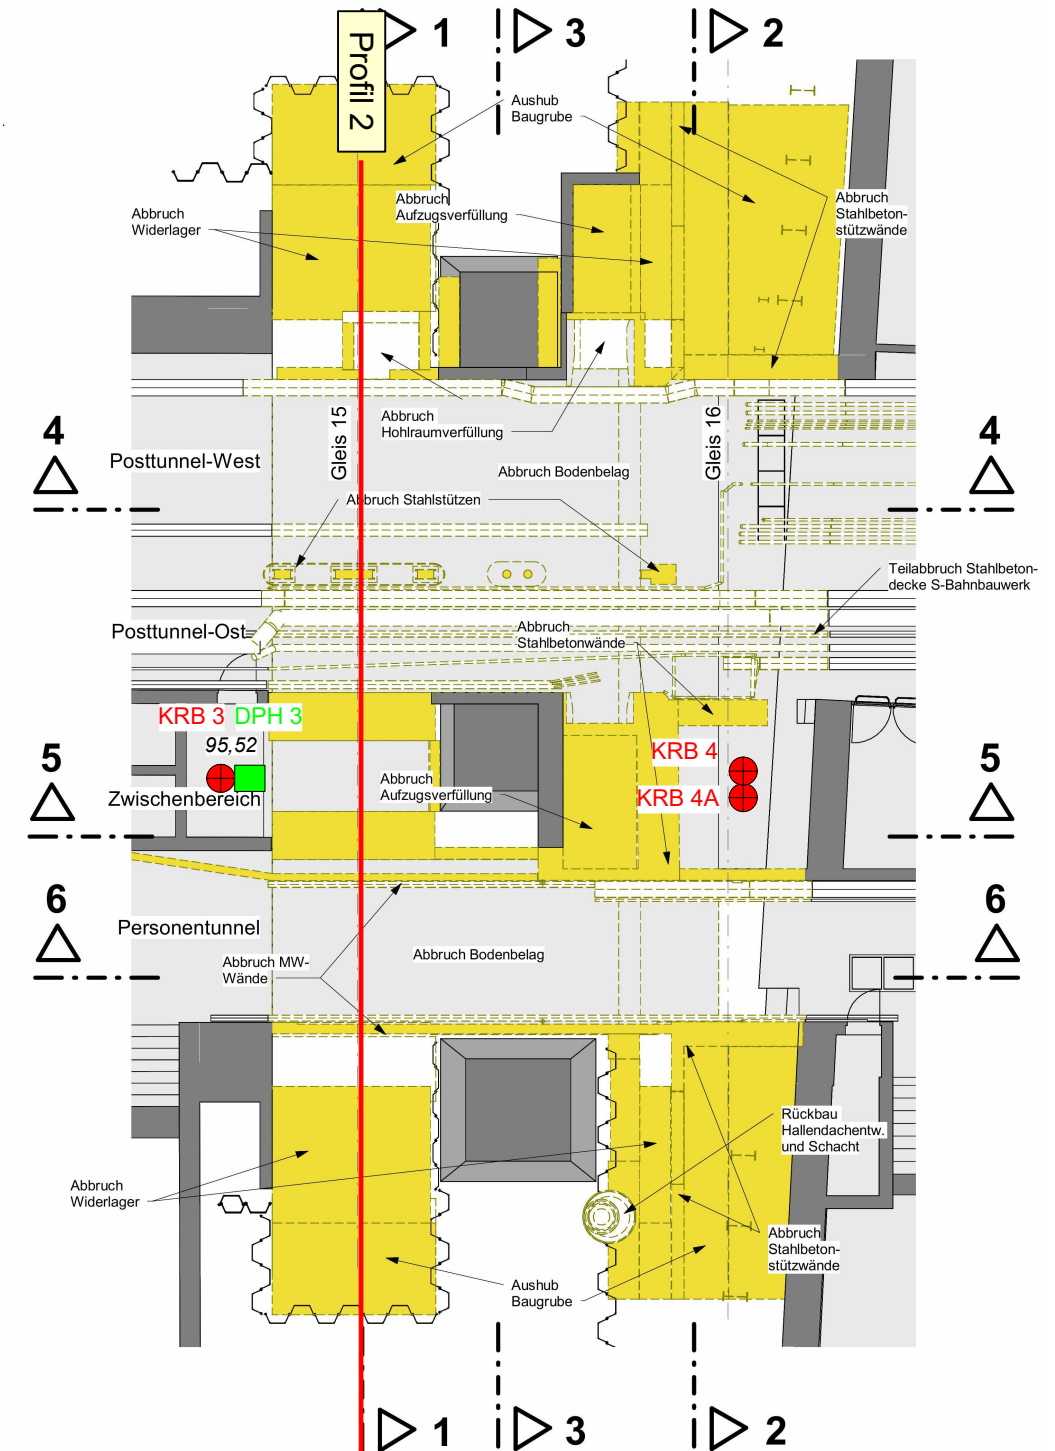 1
3
2
Profil 2
Aushub
Baugrube
Abbruch
Widerlager
Abbruch
Aufzugsverfüllung
Abbruch
Stahlbeton-
stützwände
Gleis 15
Abbruch
Hohlraumverfüllung
Gleis 16
4
4
Posttunnel-West
Abbruch Bodenbelag
Abbruch Stahlstützen
Teilabbruch Stahlbeton-
decke S-Bahnbauwerk
Posttunnel-Ost
Abbruch
Stahlbetonwände
KRB 3 DPH 3
95,52
KRB 4
5
5
Abbruch
Aufzugsverfüllung
KRB 4A
Zwischenbereich
6
6
Personentunnel
Abbruch MW-
Wände
Abbruch Bodenbelag
Rückbau
Hallendachentw.
und Schacht
Abbruch
Widerlager
Abbruch
Stahlbeton-
stützwände
Aushub
Baugrube
1
3
2